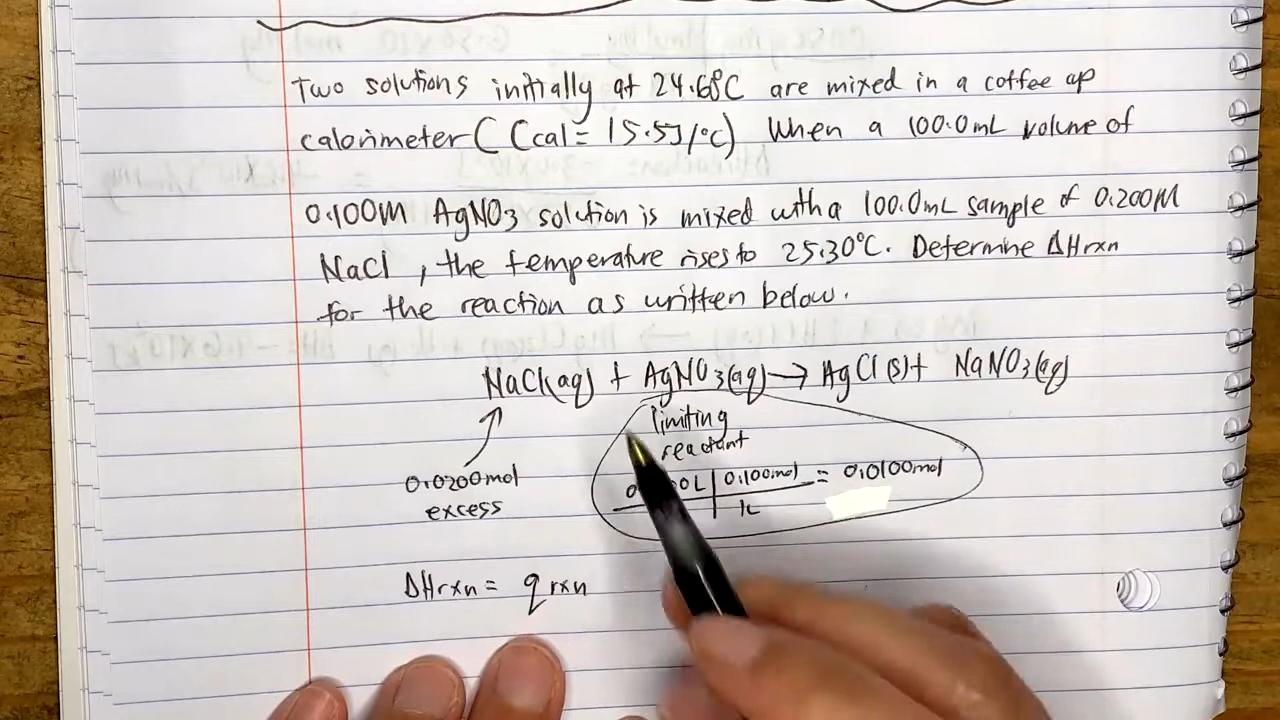 Two solutions initially at 24.68°C are mixed in a coffee cup
calorimeter (Ccal = 15.5J/°C) When a 100.0mL volume of
0.100M AgNO3 solution is mixed with a 100.0mL sample of 0.200M
NaCl, the temperature rises to 25.30°C. Determine ΔHrxn
for the reaction as written below.
NaCl(aq) + AgNO3(aq) → AgCl(s) + NaNO3(aq)
limiting
reactant
0.0200mol
excess
0.100mol = 0.0100mol
1L
ΔHrxn = qrxn